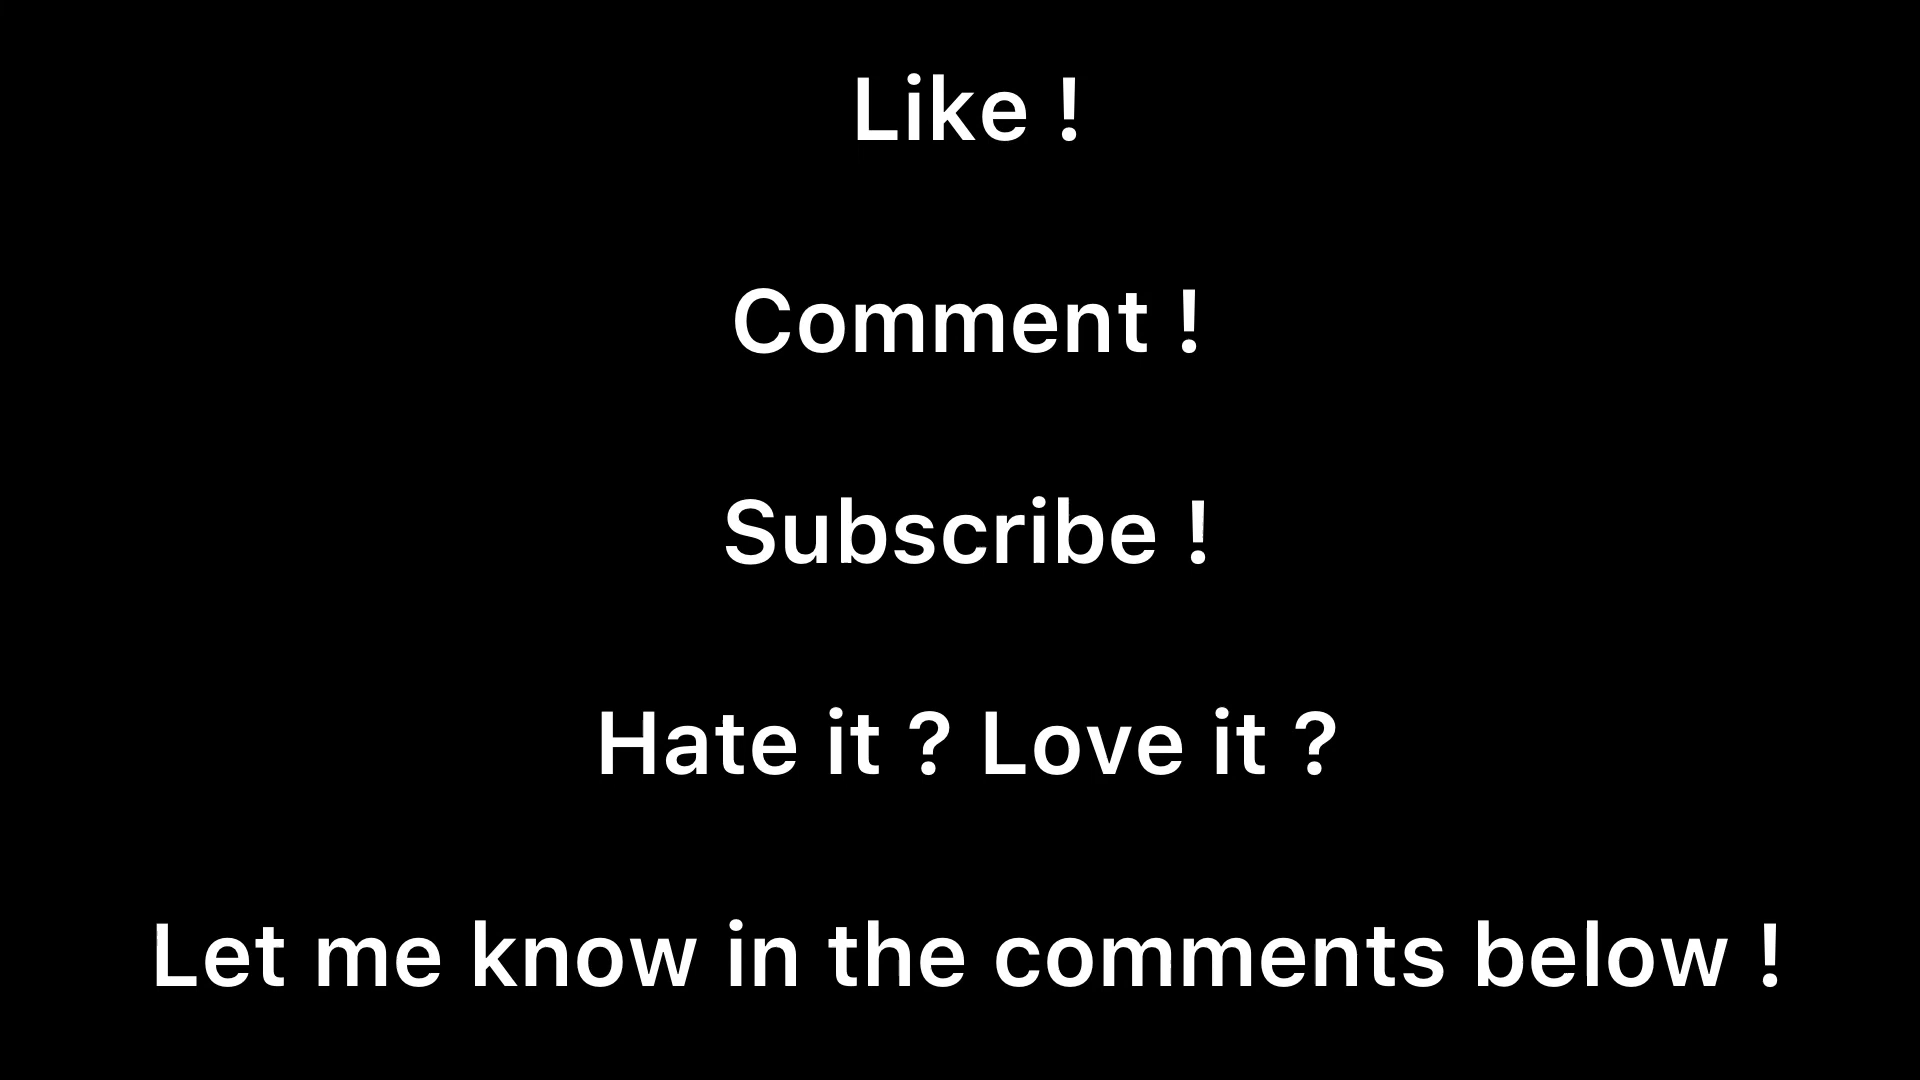 Like !
Comment !
Subscribe !
Hate it ? Love it ?
Let me know in the comments below !